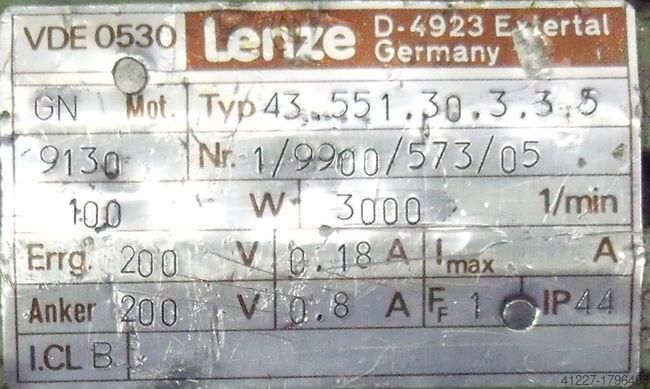 VDE 0530 Lenze D-4923 Extertal
Germany
GN Mot. Typ 43.551.30.3.3.5
9130 Nr. 1/9900/573/05
100 W 3000 1/min
Errg. 200 V 0.18 A Imax A
Anker 200 V 0.8 A FF 1 IP44
I.CL B
41227-1796498